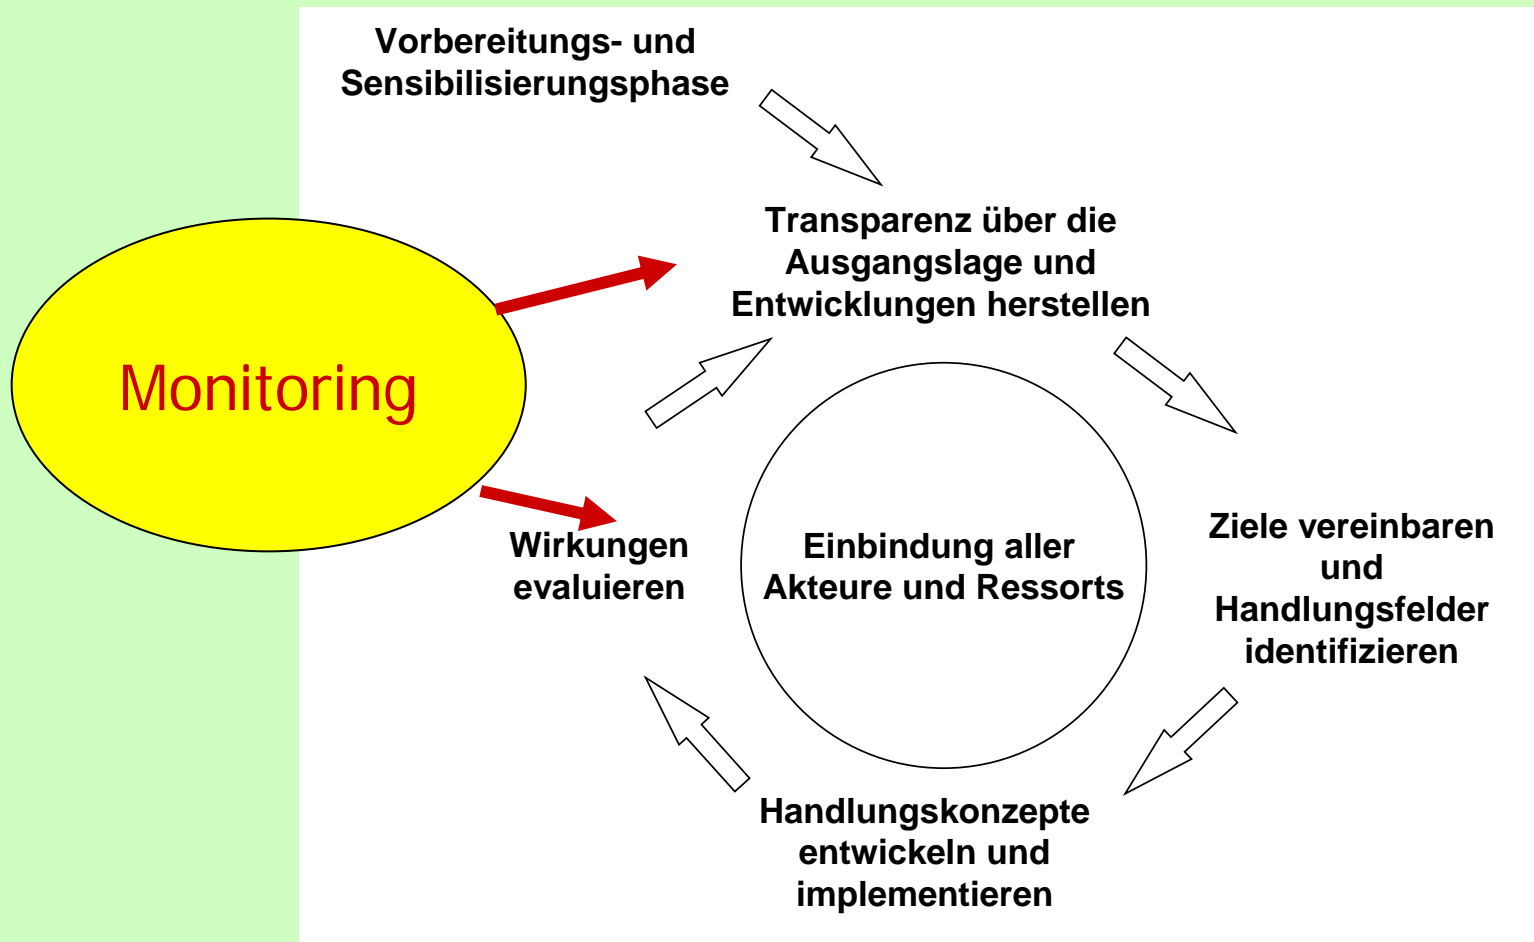 Vorbereitungs- und
Sensibilisierungsphase
Transparenz über die
Ausgangslage und
Entwicklungen herstellen
Monitoring
Wirkungen
evaluieren
Einbindung aller
Akteure und Ressorts
Ziele vereinbaren
und
Handlungsfelder
identifizieren
Handlungskonzepte
entwickeln und
implementieren